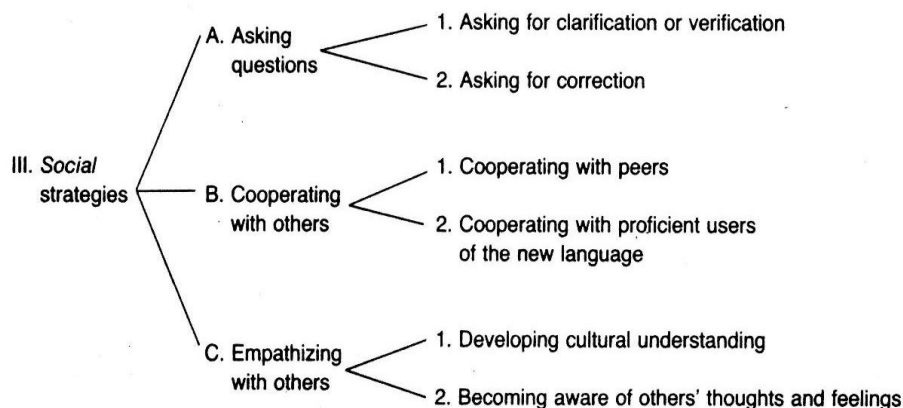 III. Social
strategies
A. Asking
questions
1. Asking for clarification or verification
2. Asking for correction
B. Cooperating
with others
1. Cooperating with peers
2. Cooperating with proficient users
of the new language
C. Empathizing
with others
1. Developing cultural understanding
2. Becoming aware of others' thoughts and feelings